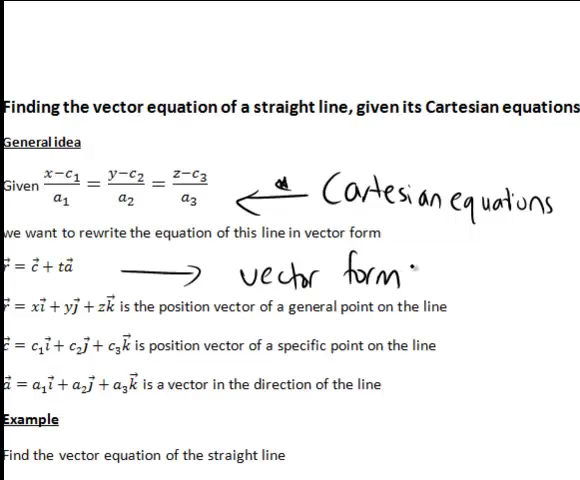 Finding the vector equation of a straight line, given its Cartesian equations
General idea
Given x−c₁/a₁ = y−c₂/a₂ = z−c₃/a₃ ← Cartesian equations
we want to rewrite the equation of this line in vector form
r⃗ = c⃗ + ta⃗ → vector form
r⃗ = xi⃗ + yj⃗ + zk⃗ is the position vector of a general point on the line
c⃗ = c₁i⃗ + c₂j⃗ + c₃k⃗ is position vector of a specific point on the line
a⃗ = a₁i⃗ + a₂j⃗ + a₃k⃗ is a vector in the direction of the line
Example
Find the vector equation of the straight line